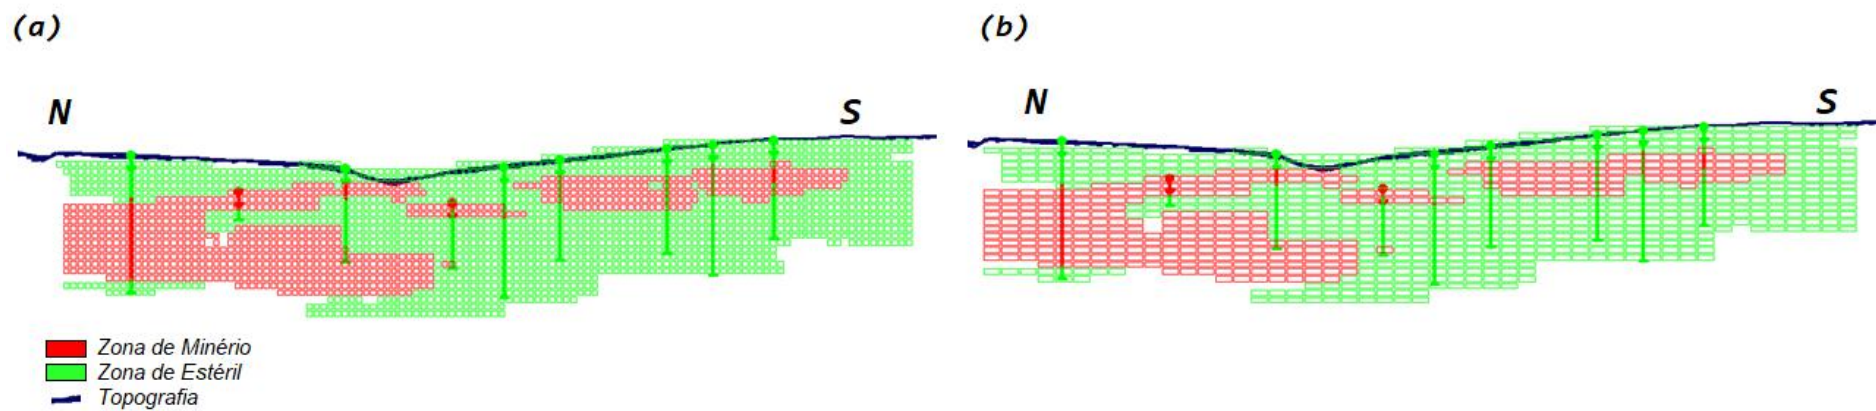 (a)
(b)
N
S
N
S
Zona de Minério
Zona de Estéril
Topografia